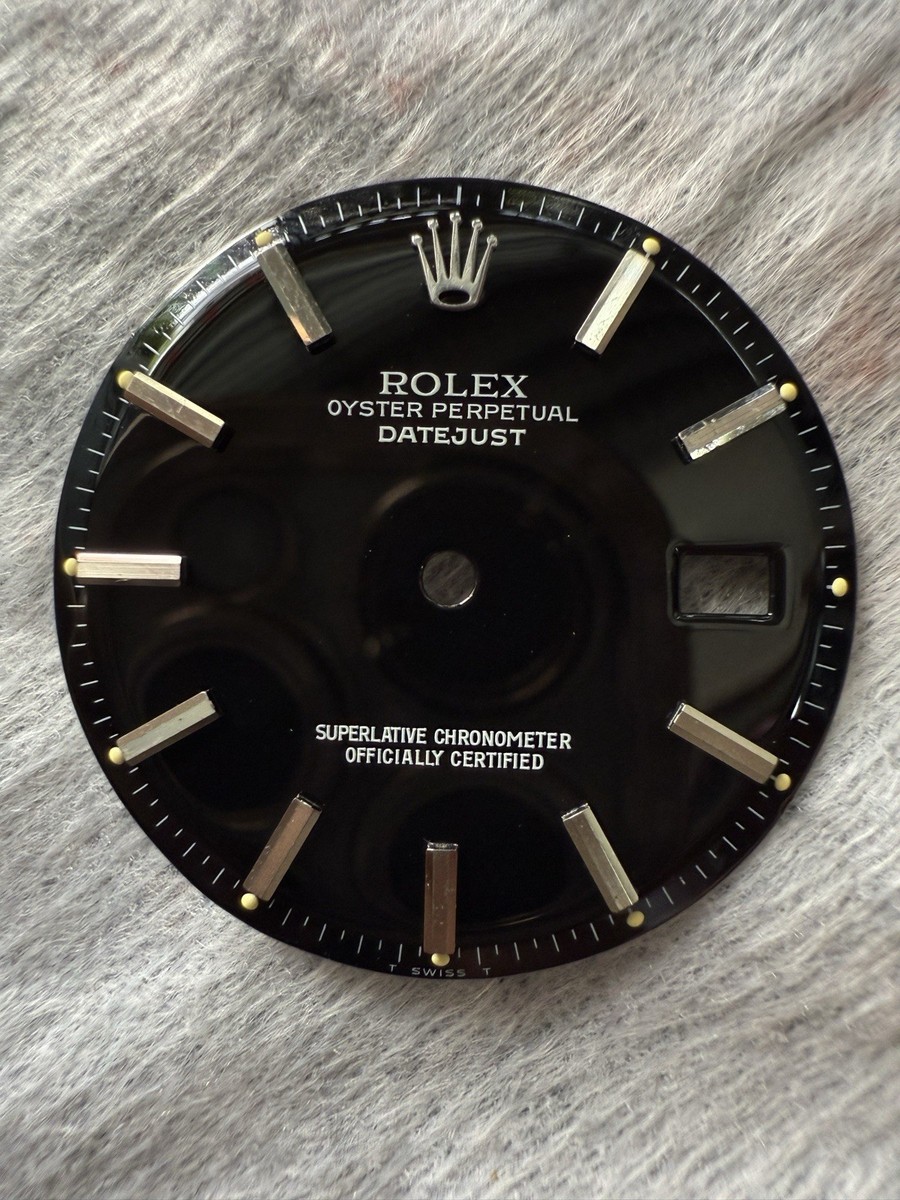 ROLEX
OYSTER PERPETUAL
DATEJUST
SUPERLATIVE CHRONOMETER
OFFICIALLY CERTIFIED
T SWISS T